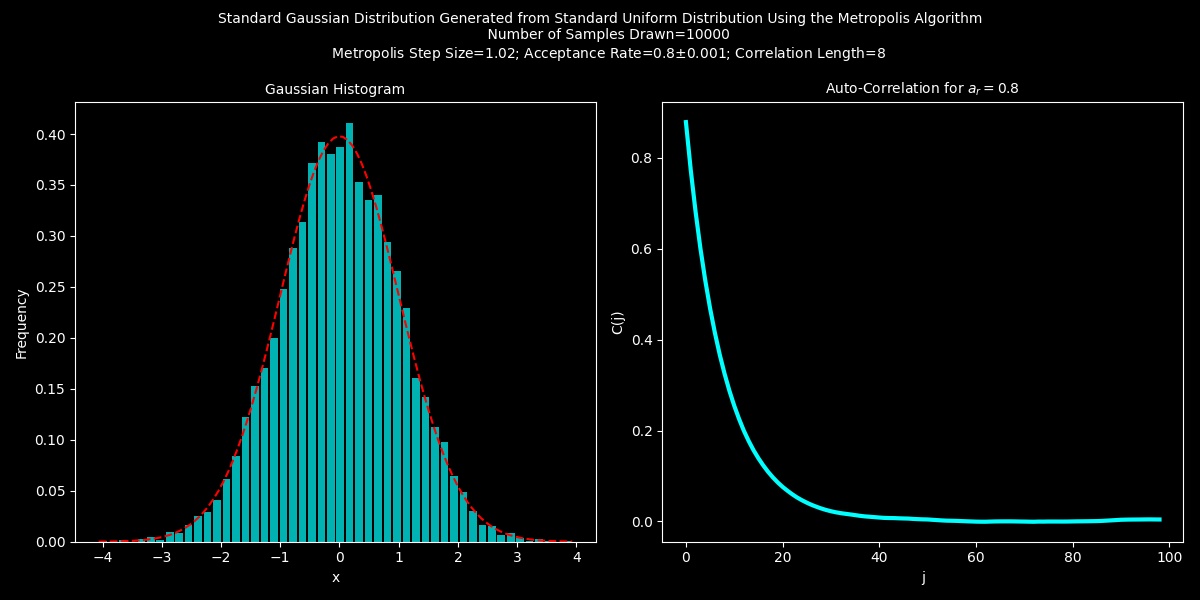 Standard Gaussian Distribution Generated from Standard Uniform Distribution Using the Metropolis Algorithm
Number of Samples Drawn=10000
Metropolis Step Size=1.02; Acceptance Rate=0.8±0.001; Correlation Length=8
Gaussian Histogram
0.40
0.35
0.30
0.25
0.20
0.15
0.10
0.05
0.00
Frequency
−4 −3 −2 −1 0 1 2 3 4
x
Auto-Correlation for a_r = 0.8
0.8
0.6
0.4
0.2
0.0
C(j)
0 20 40 60 80 100
j